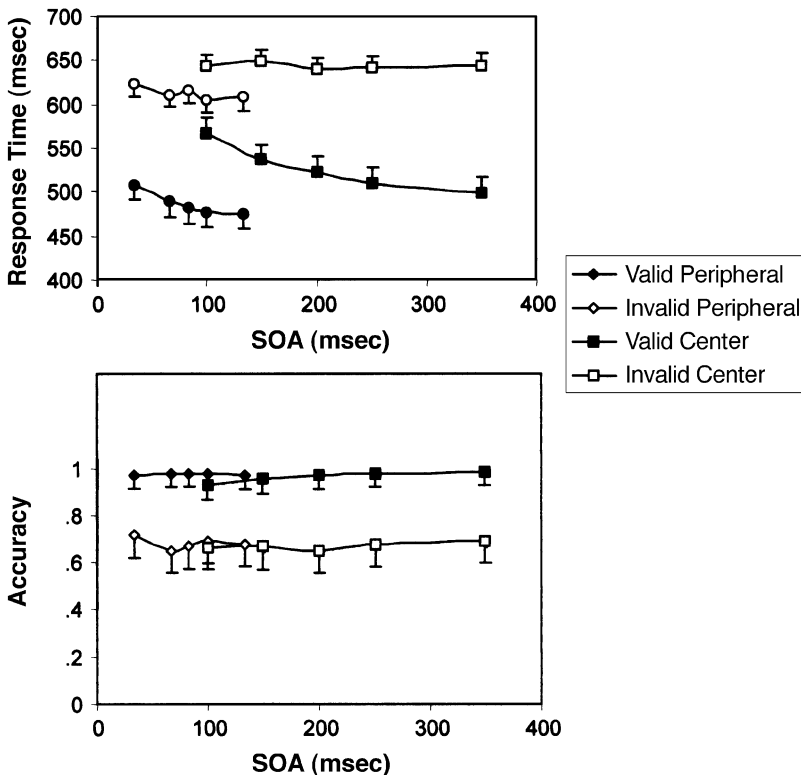 700
650
600
550
500
450
400
Response Time (msec)
0 100 200 300 400
SOA (msec)
Valid Peripheral
Invalid Peripheral
Valid Center
Invalid Center
1
.8
.6
.4
.2
0
Accuracy
0 100 200 300 400
SOA (msec)